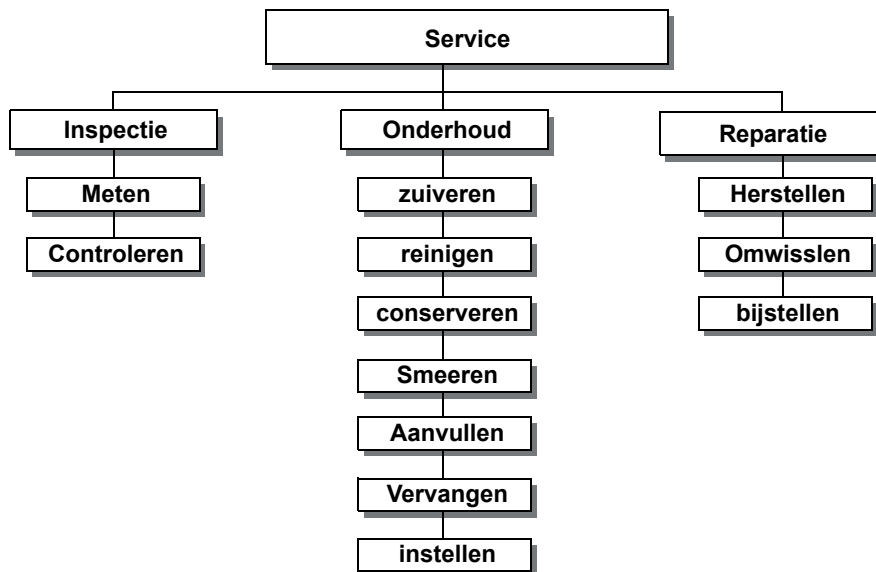 Service
Inspectie
Onderhoud
Reparatie
Meten
zuiveren
Herstellen
Controleren
reinigen
Omwisslen
conserveren
bijstellen
Smeeren
Aanvullen
Vervangen
instellen